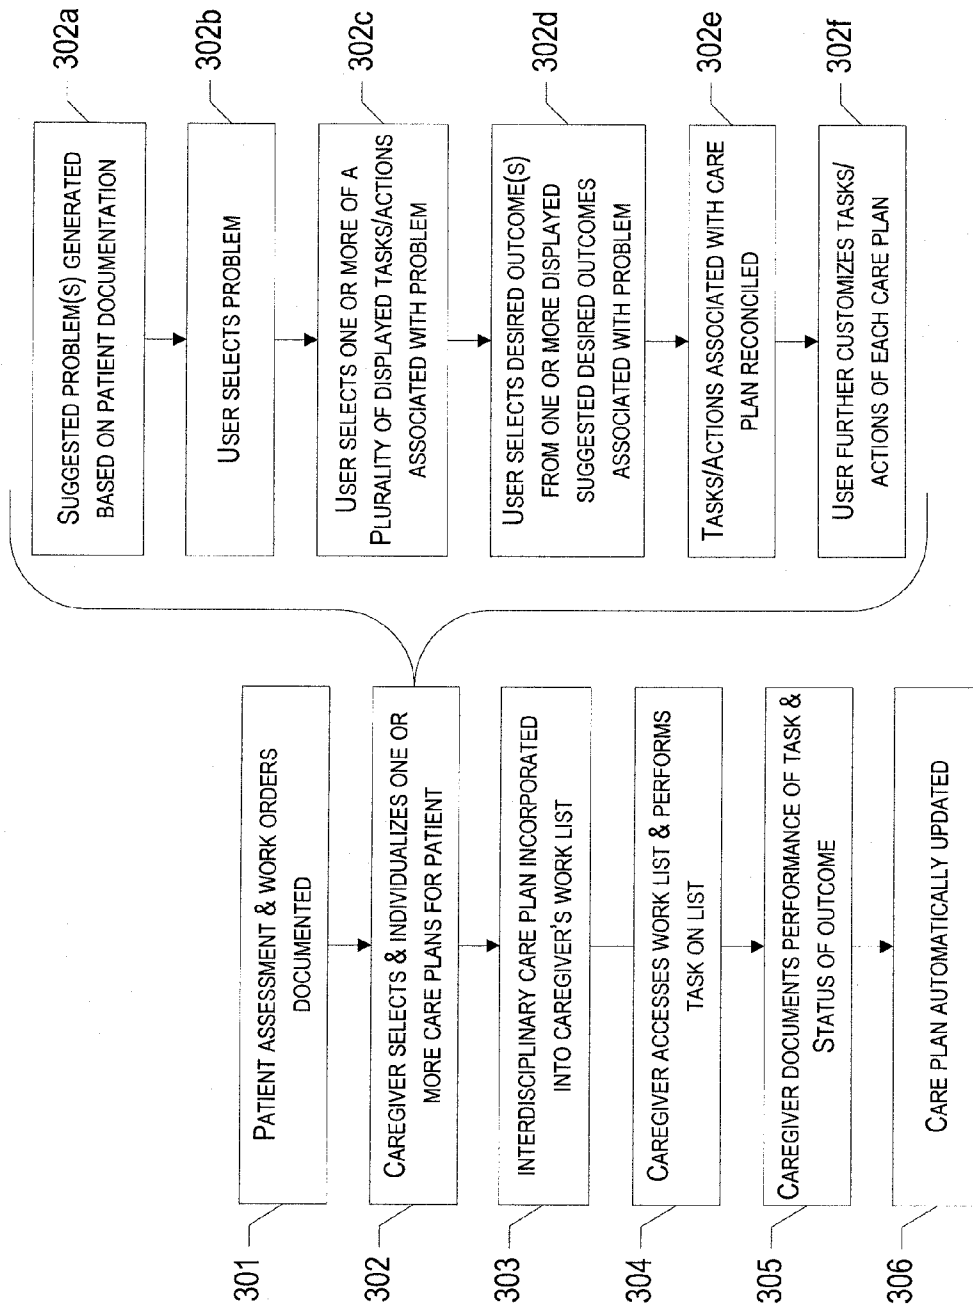 301
PATIENT ASSESSMENT & WORK ORDERS
DOCUMENTED
302
CAREGIVER SELECTS & INDIVIDUALIZES ONE OR
MORE CARE PLANS FOR PATIENT
303
INTERDISCIPLINARY CARE PLAN INCORPORATED
INTO CAREGIVER'S WORK LIST
304
CAREGIVER ACCESSES WORK LIST & PERFORMS
TASK ON LIST
305
CAREGIVER DOCUMENTS PERFORMANCE OF TASK &
STATUS OF OUTCOME
306
CARE PLAN AUTOMATICALLY UPDATED
SUGGESTED PROBLEM(S) GENERATED
BASED ON PATIENT DOCUMENTATION
302a
USER SELECTS PROBLEM
302b
USER SELECTS ONE OR MORE OF A
PLURALITY OF DISPLAYED TASKS/ACTIONS
ASSOCIATED WITH PROBLEM
302c
USER SELECTS DESIRED OUTCOME(S)
FROM ONE OR MORE DISPLAYED
SUGGESTED DESIRED OUTCOMES
ASSOCIATED WITH PROBLEM
302d
TASKS/ACTIONS ASSOCIATED WITH CARE
PLAN RECONCILED
302e
USER FURTHER CUSTOMIZES TASKS/
ACTIONS OF EACH CARE PLAN
302f